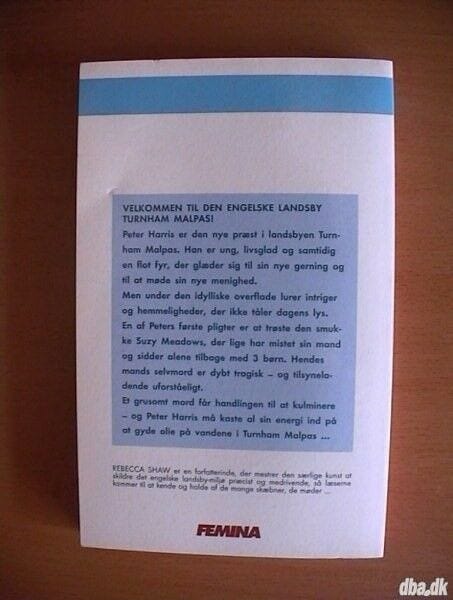 VELKOMMEN TIL DEN ENGELSKE LANDSBY
TURNHAM MALPAS!
Peter Harris er den nye præst i landsbyen Turn-
ham Malpas. Han er ung, livsglad og samtidig
en flot fyr, der glæder sig til sin nye gerning og
til at møde sin nye menighed.
Men under den idylliske overflade lurer intriger
og hemmeligheder, der ikke tåler dagens lys.
En af Peters første pligter er at trøste den smuk-
ke Suzy Meadows, der lige har mistet sin mand
og sidder alene tilbage med 3 børn. Hendes
mands selvmord er dybt tragisk – og tilsynela-
dende uforståeligt.
Et grusomt mord får handlingen til at kulminere
– og Peter Harris må kaste al sin energi ind på
at gyde olie på vandene i Turnham Malpas ...
REBECCA SHAW er en forfatterinde, der mestrer den særlige kunst at
skildre det engelske landsby-miljø præcist og medrivende, så læserne
kommer til at kende og holde af de mange skæbner, de møder ...
FEMINA
dba.dk